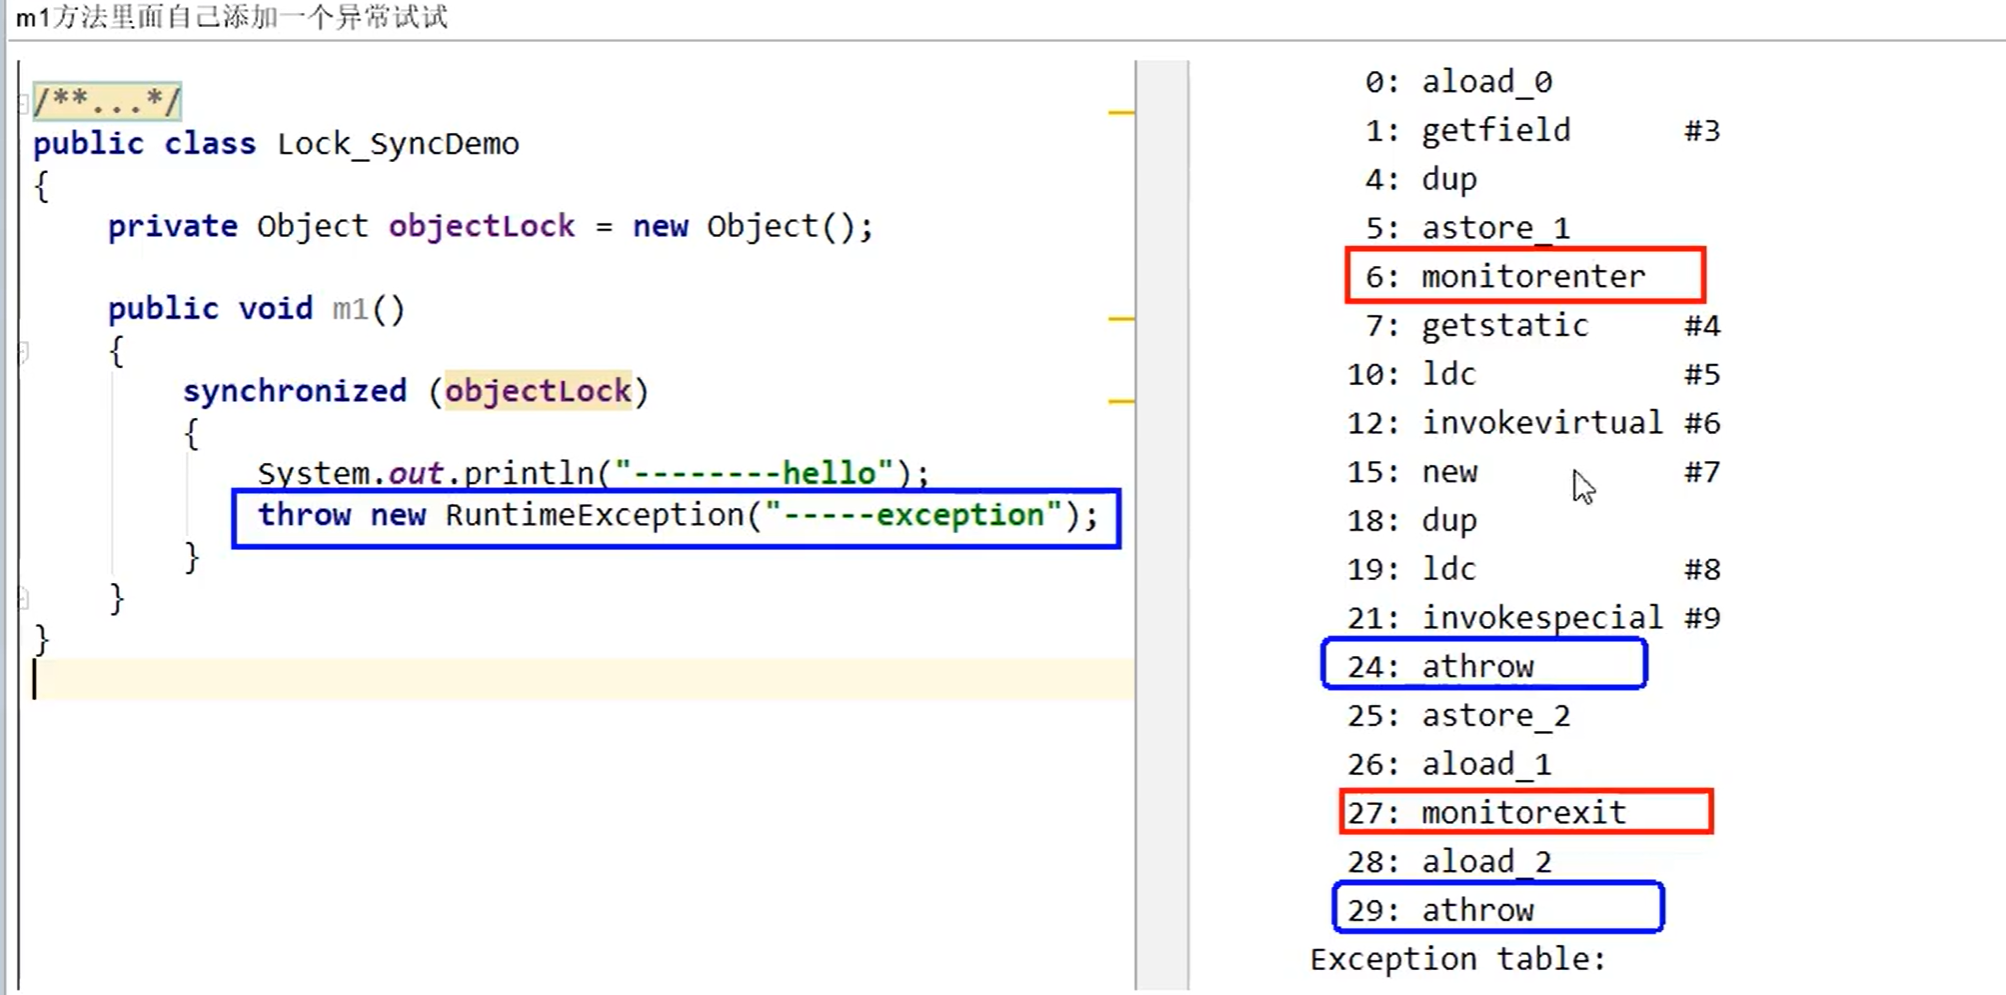 m1方法里面自己添加一个异常试试
/**...*/
public class Lock_SyncDemo
{
    private Object objectLock = new Object();
    public void m1()
    {
        synchronized (objectLock)
        {
            System.out.println("--------hello");
            throw new RuntimeException("-----exception");
        }
    }
}
0: aload_0
1: getfield #3
4: dup
5: astore_1
6: monitorenter
7: getstatic #4
10: ldc #5
12: invokevirtual #6
15: new #7
18: dup
19: ldc #8
21: invokespecial #9
24: athrow
25: astore_2
26: aload_1
27: monitorexit
28: aload_2
29: athrow
Exception table: